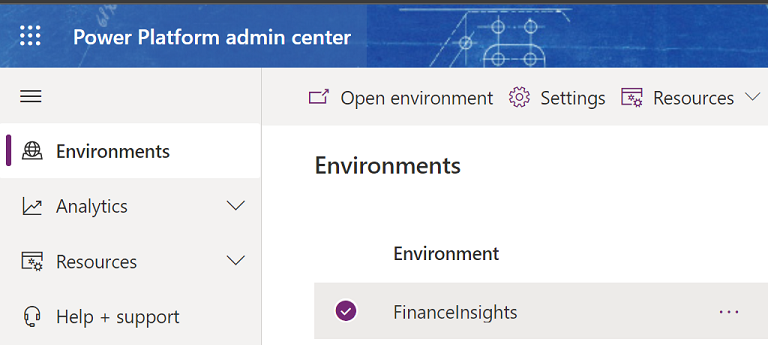 Power Platform admin center
Open environment Settings Resources
Environments
Analytics
Resources
Help + support
Environments
Environment
FinanceInsights